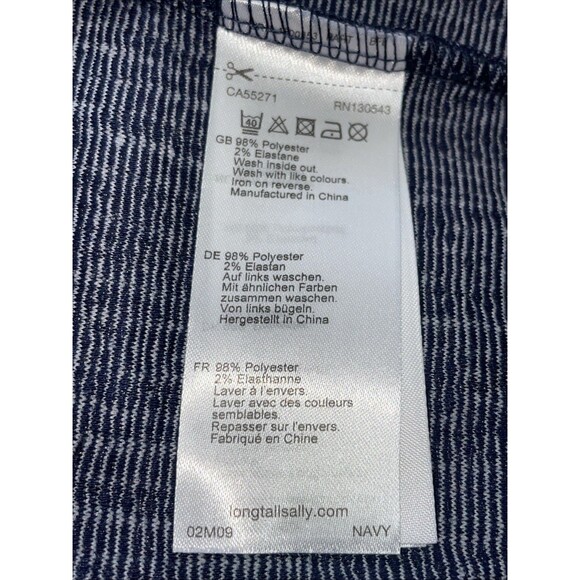 CA55271 RN130543
40
GB 98% Polyester
2% Elastane
Wash inside out.
Wash with like colours.
Iron on reverse.
Manufactured in China
DE 98% Polyester
2% Elastan
Auf links waschen.
Mit ähnlichen Farben
zusammen waschen.
Von links bügeln.
Hergestellt in China
FR 98% Polyester
2% Elasthanne
Laver à l'envers.
Laver avec des couleurs
semblables.
Repasser sur l'envers.
Fabriqué en Chine
longtallsally.com
02M09 NAVY